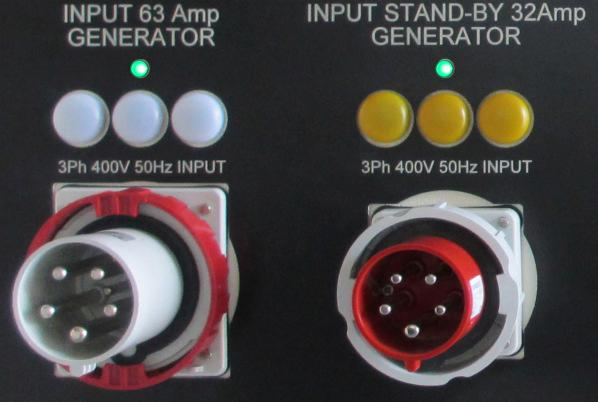 INPUT 63 Amp
GENERATOR
3Ph 400V 50Hz INPUT
INPUT STAND-BY 32Amp
GENERATOR
3Ph 400V 50Hz INPUT